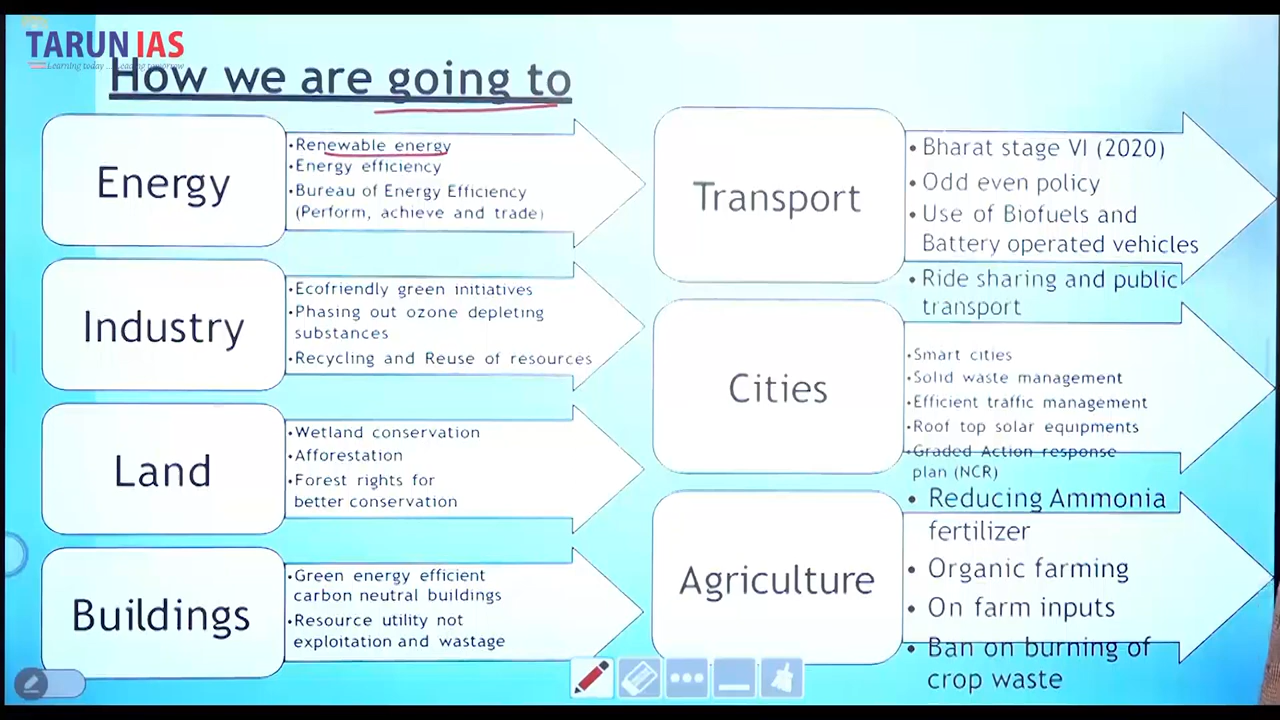 TARUN IAS
Learning today ... Leading tomorrow
How we are going to
Energy
•Renewable energy
•Energy efficiency
•Bureau of Energy Efficiency
(Perform, achieve and trade)
Industry
•Ecofriendly green initiatives
•Phasing out ozone depleting
substances
•Recycling and Reuse of resources
Land
•Wetland conservation
•Afforestation
•Forest rights for
better conservation
Buildings
•Green energy efficient
carbon neutral buildings
•Resource utility not
exploitation and wastage
Transport
• Bharat stage VI (2020)
• Odd even policy
• Use of Biofuels and
Battery operated vehicles
• Ride sharing and public
transport
Cities
•Smart cities
•Solid waste management
•Efficient traffic management
•Roof top solar equipments
•Graded Action response
plan (NCR)
Agriculture
• Reducing Ammonia
fertilizer
• Organic farming
• On farm inputs
• Ban on burning of
crop waste